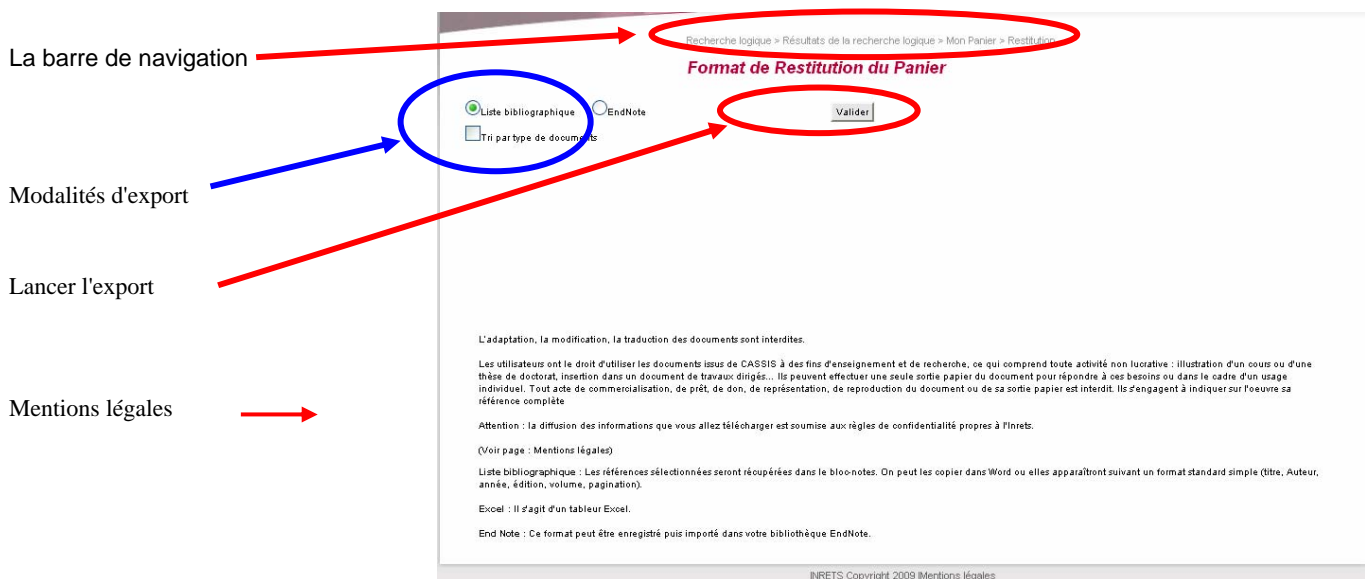 La barre de navigation
Recherche logique > Résultats de la recherche logique > Mon Panier > Restitution
Format de Restitution du Panier
Liste bibliographique
EndNote
Valider
Tri par type de documents
Modalités d'export
Lancer l'export
Mentions légales
L'adaptation, la modification, la traduction des documents sont interdites.
Les utilisateurs ont le droit d'utiliser les documents issus de CASSIS à des fins d'enseignement et de recherche, ce qui comprend toute activité non lucrative : illustration d'un cours ou d'une
thèse de doctorat, insertion dans un document de travaux dirigés... Ils peuvent effectuer une seule sortie papier du document pour répondre à ces besoins ou dans le cadre d'un usage
individuel. Tout acte de commercialisation, de prêt, de don, de représentation, de reproduction du document ou de sa sortie papier est interdit. Ils s'engagent à indiquer sur l'oeuvre sa
référence complète
Attention : la diffusion des informations que vous allez télécharger est soumise aux règles de confidentialité propres à l'Inrets.
(Voir page : Mentions légales)
Liste bibliographique : Les références sélectionnées seront récupérées dans le bloc-notes. On peut les copier dans Word ou elles apparaîtront suivant un format standard simple (titre, Auteur,
année, édition, volume, pagination).
Excel : Il s'agit d'un tableur Excel.
End Note : Ce format peut être enregistré puis importé dans votre bibliothèque EndNote.
INRETS Copyright 2009 |Mentions légales